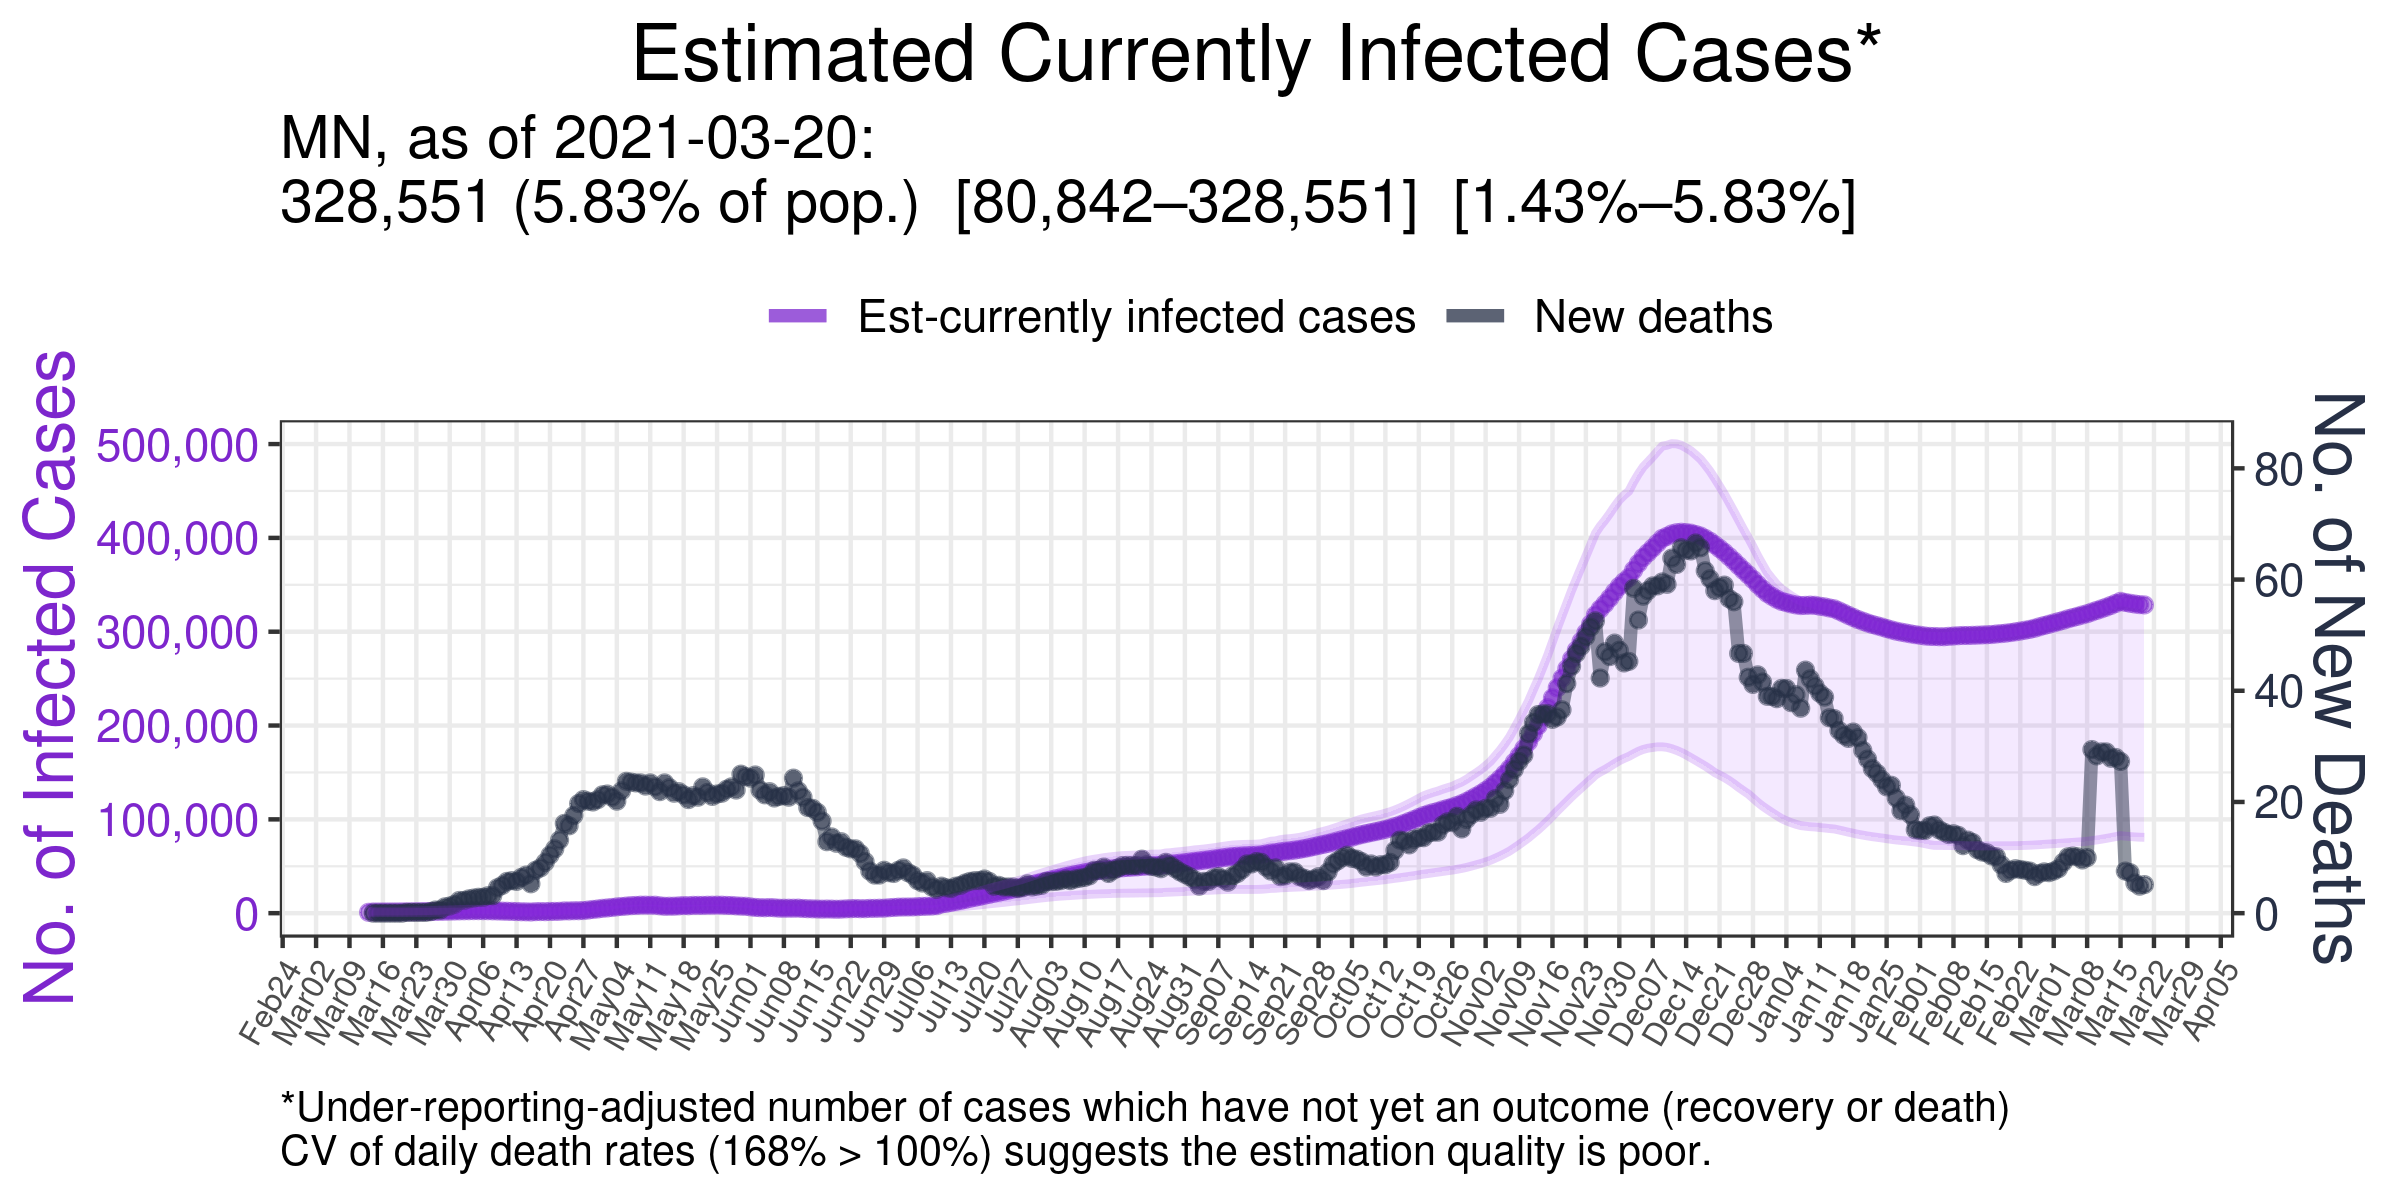 Estimated Currently Infected Cases*
MN, as of 2021-03-20:
328,551 (5.83% of pop.) [80,842–328,551] [1.43%–5.83%]
Est-currently infected cases New deaths
No. of Infected Cases
500,000
400,000
300,000
200,000
100,000
0
80
60
40
20
0
No. of New Deaths
Feb24 Mar02 Mar09 Mar16 Mar23 Mar30 Apr06 Apr13 Apr20 Apr27 May04 May11 May18 May25 Jun01 Jun08 Jun15 Jun22 Jun29 Jul06 Jul13 Jul20 Jul27 Aug03 Aug10 Aug17 Aug24 Aug31 Sep07 Sep14 Sep21 Sep28 Oct05 Oct12 Oct19 Oct26 Nov02 Nov09 Nov16 Nov23 Nov30 Dec07 Dec14 Dec21 Dec28 Jan04 Jan11 Jan18 Jan25 Feb01 Feb08 Feb15 Feb22 Mar01 Mar08 Mar15 Mar22 Mar29 Apr05
*Under-reporting-adjusted number of cases which have not yet an outcome (recovery or death)
CV of daily death rates (168% > 100%) suggests the estimation quality is poor.